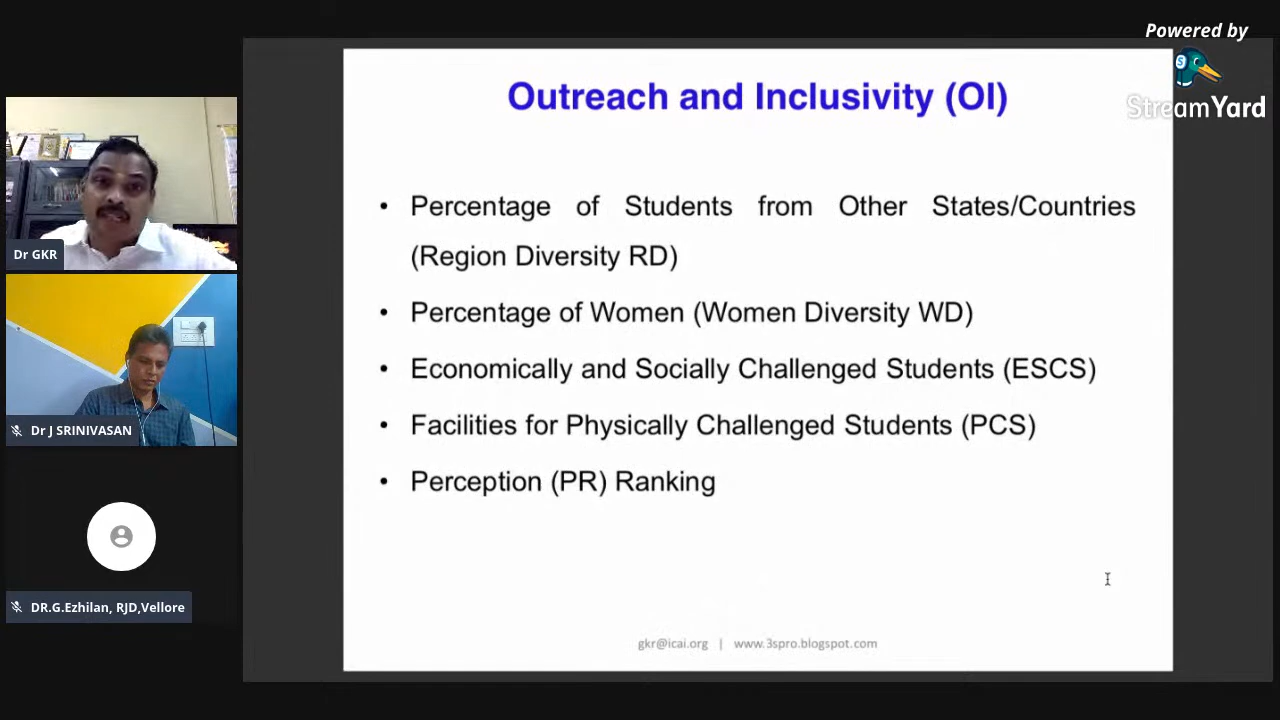 Powered by
StreamYard
Outreach and Inclusivity (OI)
• Percentage of Students from Other States/Countries
(Region Diversity RD)
• Percentage of Women (Women Diversity WD)
• Economically and Socially Challenged Students (ESCS)
• Facilities for Physically Challenged Students (PCS)
• Perception (PR) Ranking
gkr@icai.org | www.3spro.blogspot.com
Dr GKR
Dr J SRINIVASAN
DR.G.Ezhilan, RJD,Vellore